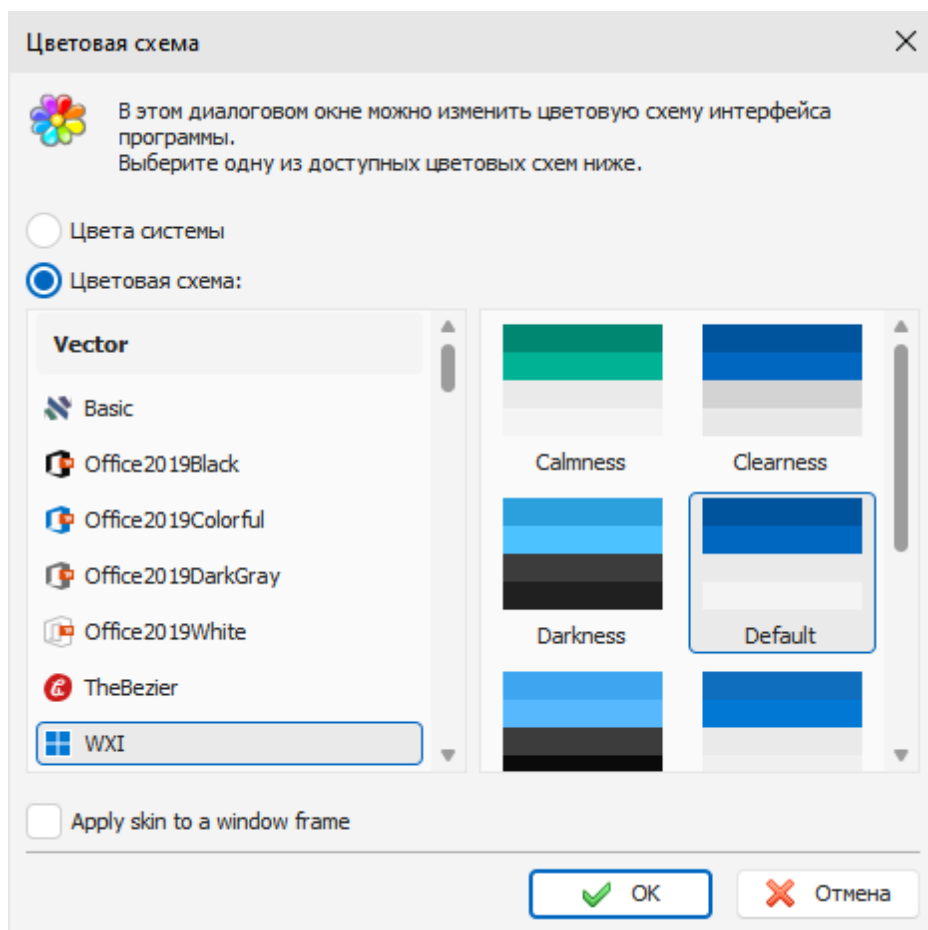 Цветовая схема
В этом диалоговом окне можно изменить цветовую схему интерфейса
программы.
Выберите одну из доступных цветовых схем ниже.
Цвета системы
Цветовая схема:
Vector
Basic
Office2019Black
Office2019Colorful
Office2019DarkGray
Office2019White
TheBezier
WXI
Calmness
Clearness
Darkness
Default
Apply skin to a window frame
OK
Отмена